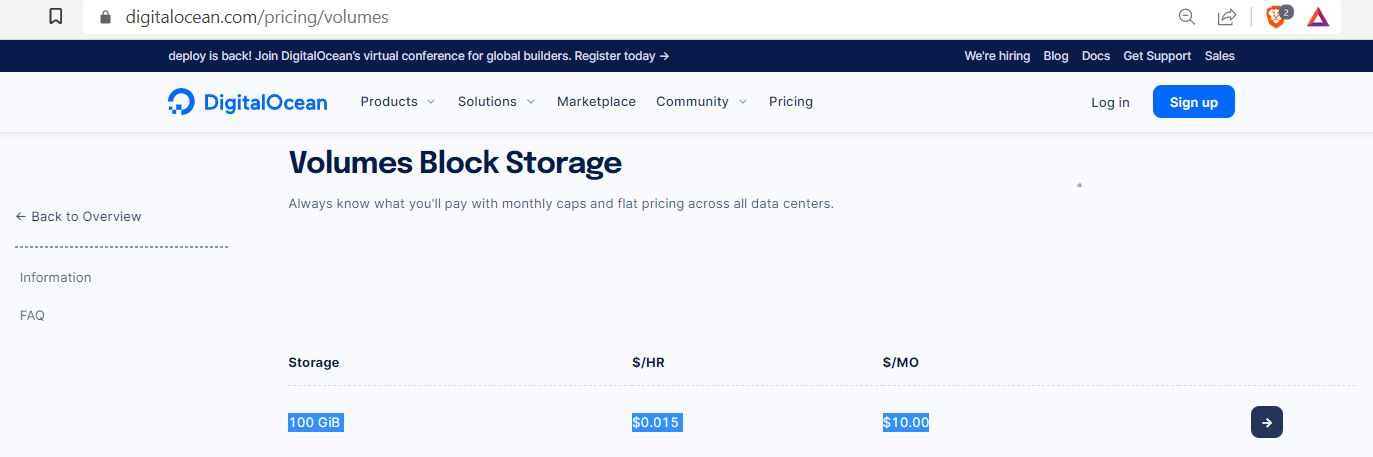 digitalocean.com/pricing/volumes
2
deploy is back! Join DigitalOcean’s virtual conference for global builders. Register today →
We're hiring Blog Docs Get Support Sales
DigitalOcean Products Solutions Marketplace Community Pricing Log in Sign up
Volumes Block Storage
Always know what you'll pay with monthly caps and flat pricing across all data centers.
← Back to Overview
Information
FAQ
Storage $/HR $/MO
100 GiB $0.015 $10.00 →